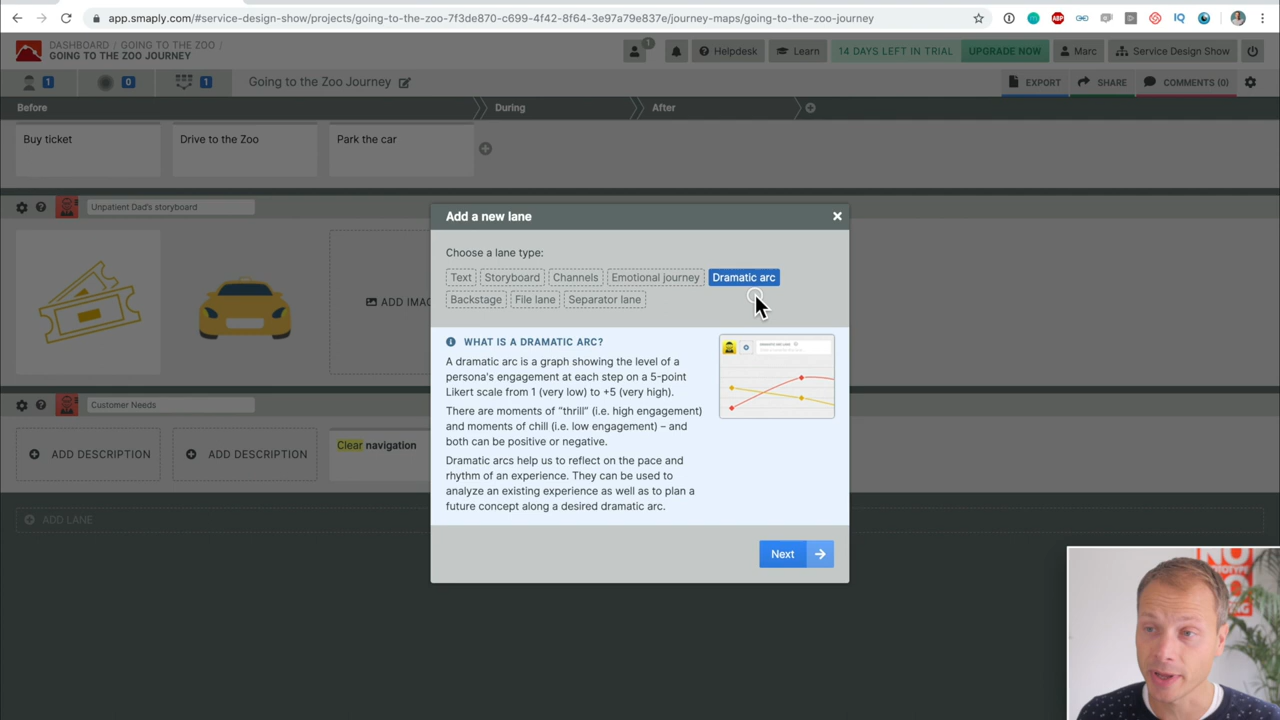 app.smaply.com/#service-design-show/projects/going-to-the-zoo-7f3de870-c699-4f42-8f64-3e97a79e837e/journey-maps/going-to-the-zoo-journey
ABP
IQ
DASHBOARD / GOING TO THE ZOO /
GOING TO THE ZOO JOURNEY
1
Helpdesk
Learn
14 DAYS LEFT IN TRIAL
UPGRADE NOW
Marc
Service Design Show
1
0
1
Going to the Zoo Journey
EXPORT
SHARE
COMMENTS (0)
Before
During
After
Buy ticket
Drive to the Zoo
Park the car
Unpatient Dad's storyboard
ADD IMA
Customer Needs
ADD DESCRIPTION
ADD DESCRIPTION
Clear navigation
ADD LANE
Add a new lane
Choose a lane type:
Text
Storyboard
Channels
Emotional journey
Dramatic arc
Backstage
File lane
Separator lane
WHAT IS A DRAMATIC ARC?
A dramatic arc is a graph showing the level of a
persona's engagement at each step on a 5-point
Likert scale from 1 (very low) to +5 (very high).
There are moments of “thrill” (i.e. high engagement)
and moments of chill (i.e. low engagement) – and
both can be positive or negative.
Dramatic arcs help us to reflect on the pace and
rhythm of an experience. They can be used to
analyze an existing experience as well as to plan a
future concept along a desired dramatic arc.
DRAMATIC ARC LANE
Next